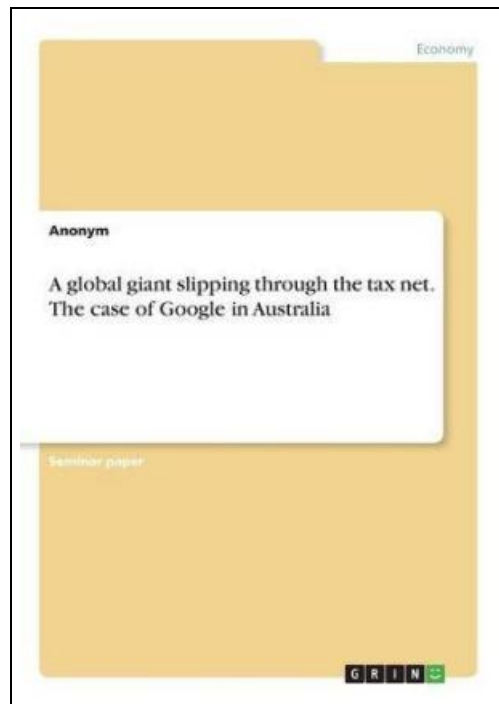 Economy
Anonym
A global giant slipping through the tax net.
The case of Google in Australia
Seminar paper
GRIN